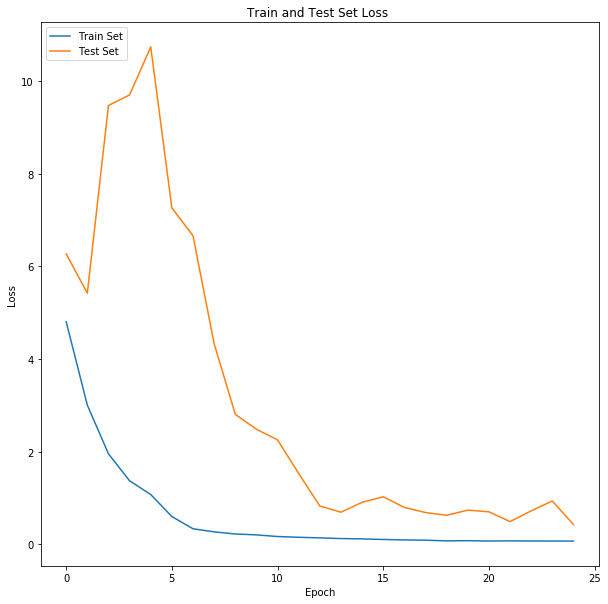 Train and Test Set Loss
Train Set
Test Set
10
8
6
4
2
0
Loss
0 5 10 15 20 25
Epoch